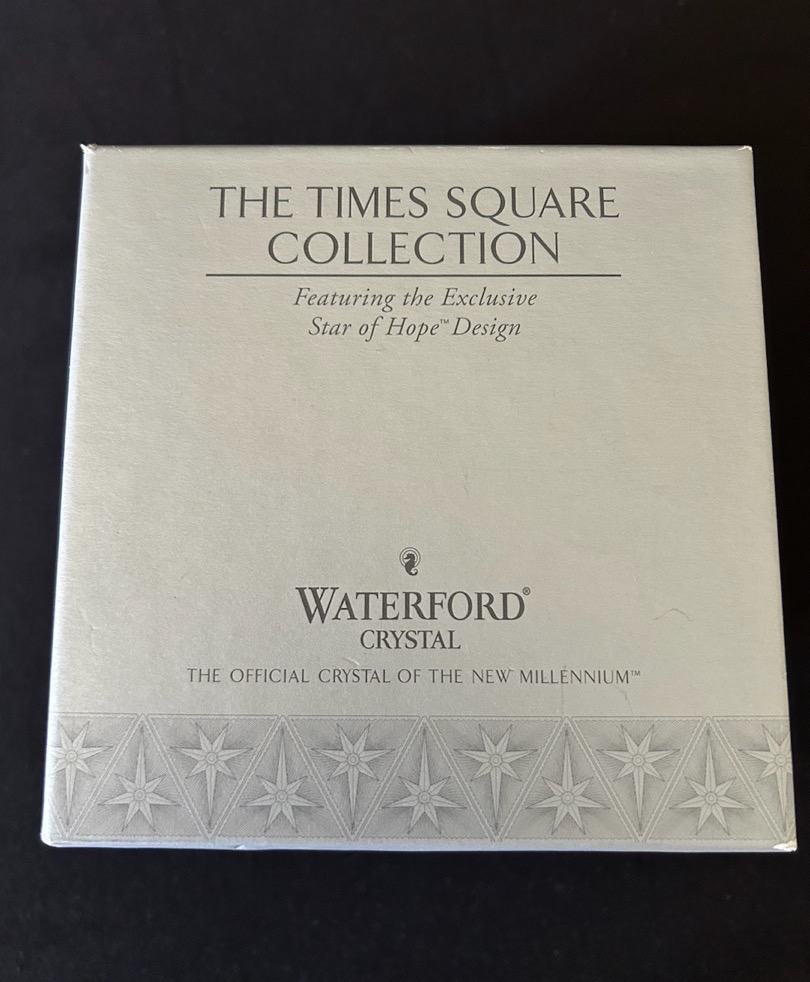 THE TIMES SQUARE
COLLECTION
Featuring the Exclusive
Star of Hope™ Design
WATERFORD®
CRYSTAL
THE OFFICIAL CRYSTAL OF THE NEW MILLENNIUM™